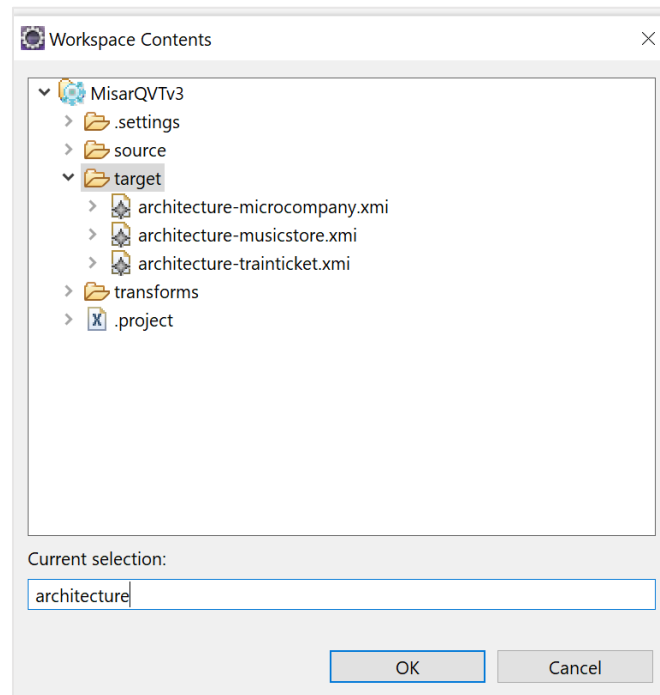 Workspace Contents
MisarQVTv3
.settings
source
target
architecture-microcompany.xmi
architecture-musicstore.xmi
architecture-trainticket.xmi
transforms
X .project
Current selection:
architecture
OK Cancel